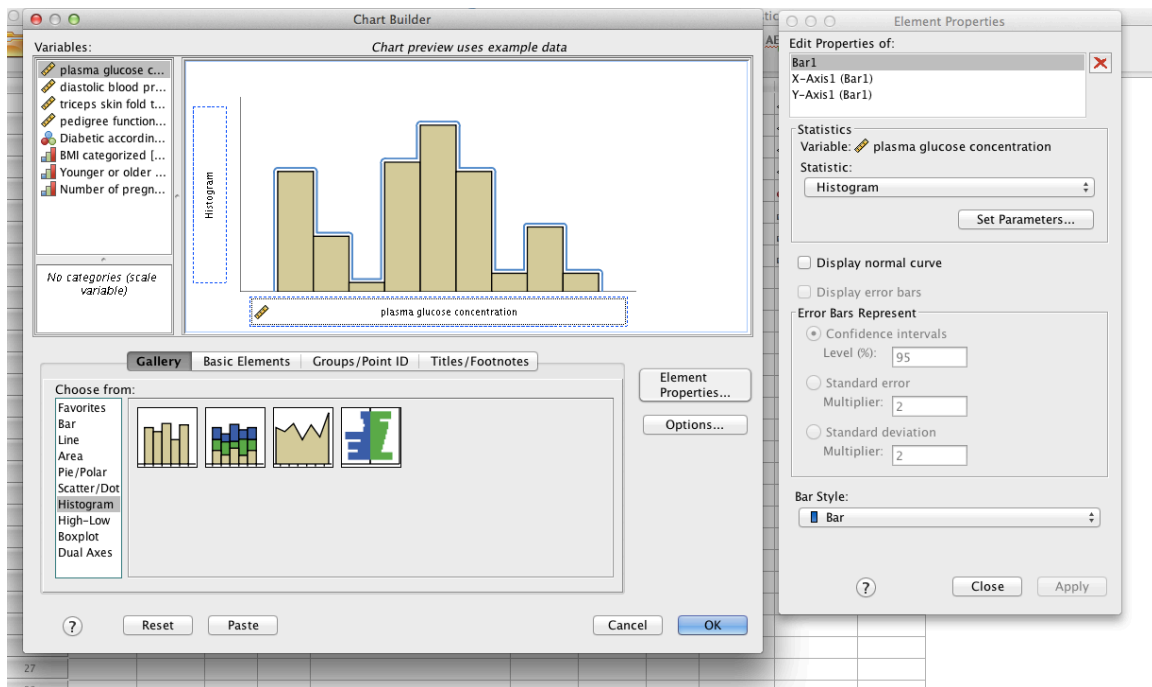 Chart Builder
Variables:
Chart preview uses example data
plasma glucose c...
diastolic blood pr...
triceps skin fold t...
pedigree function...
Diabetic accordin...
BMI categorized [...
Younger or older ...
Number of pregn...
No categories (scale
variable)
Histogram
plasma glucose concentration
Gallery
Basic Elements
Groups/Point ID
Titles/Footnotes
Choose from:
Favorites
Bar
Line
Area
Pie/Polar
Scatter/Dot
Histogram
High-Low
Boxplot
Dual Axes
Element
Properties...
Options...
?
Reset
Paste
Cancel
OK
27
Element Properties
Edit Properties of:
Bar1
X-Axis1 (Bar1)
Y-Axis1 (Bar1)
Statistics
Variable: plasma glucose concentration
Statistic:
Histogram
Set Parameters...
Display normal curve
Display error bars
Error Bars Represent
Confidence intervals
Level (%): 95
Standard error
Multiplier: 2
Standard deviation
Multiplier: 2
Bar Style:
Bar
?
Close
Apply